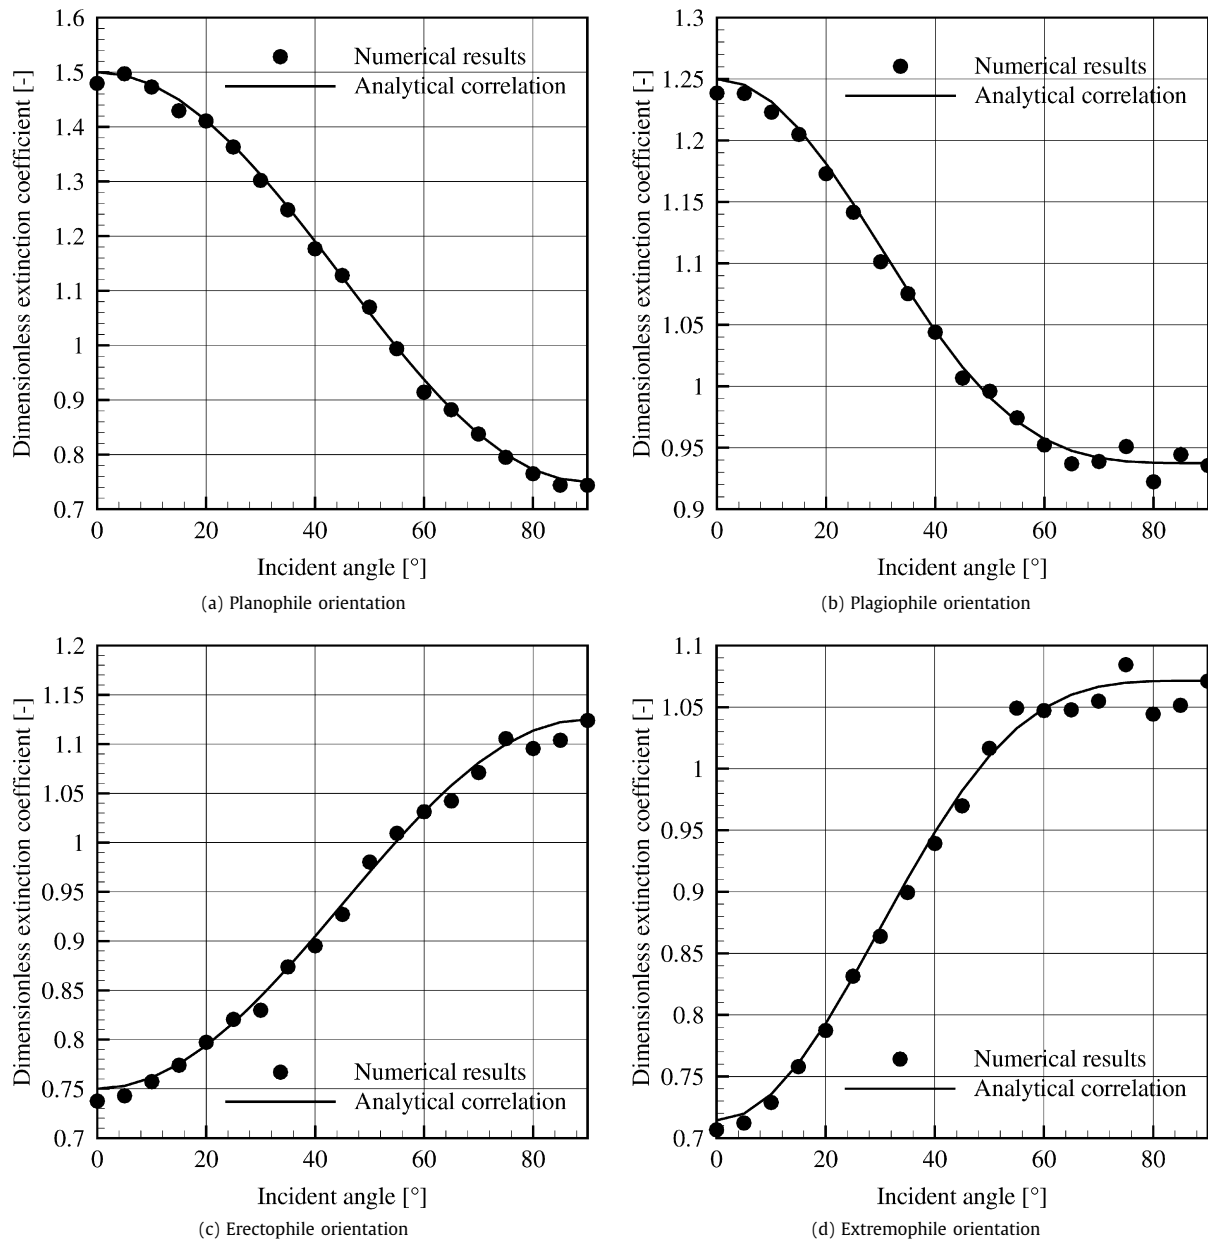 1.6
1.5
1.4
1.3
1.2
1.1
1
0.9
0.8
0.7
Dimensionless extinction coefficient [-]
Numerical results
Analytical correlation
0 20 40 60 80
Incident angle [°]
(a) Planophile orientation
1.3
1.25
1.2
1.15
1.1
1.05
1
0.95
0.9
Dimensionless extinction coefficient [-]
Numerical results
Analytical correlation
0 20 40 60 80
Incident angle [°]
(b) Plagiophile orientation
1.2
1.15
1.1
1.05
1
0.95
0.9
0.85
0.8
0.75
0.7
Dimensionless extinction coefficient [-]
Numerical results
Analytical correlation
0 20 40 60 80
Incident angle [°]
(c) Erectophile orientation
1.1
1.05
1
0.95
0.9
0.85
0.8
0.75
0.7
Dimensionless extinction coefficient [-]
Numerical results
Analytical correlation
0 20 40 60 80
Incident angle [°]
(d) Extremophile orientation